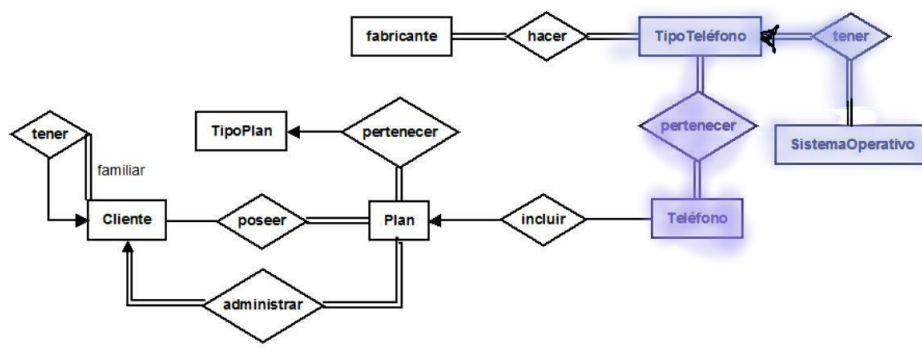 fabricante
hacer
TipoTeléfono
tener
TipoPlan
pertenecer
pertenecer
tener
SistemaOperativo
familiar
Cliente
poseer
Plan
incluir
Teléfono
administrar